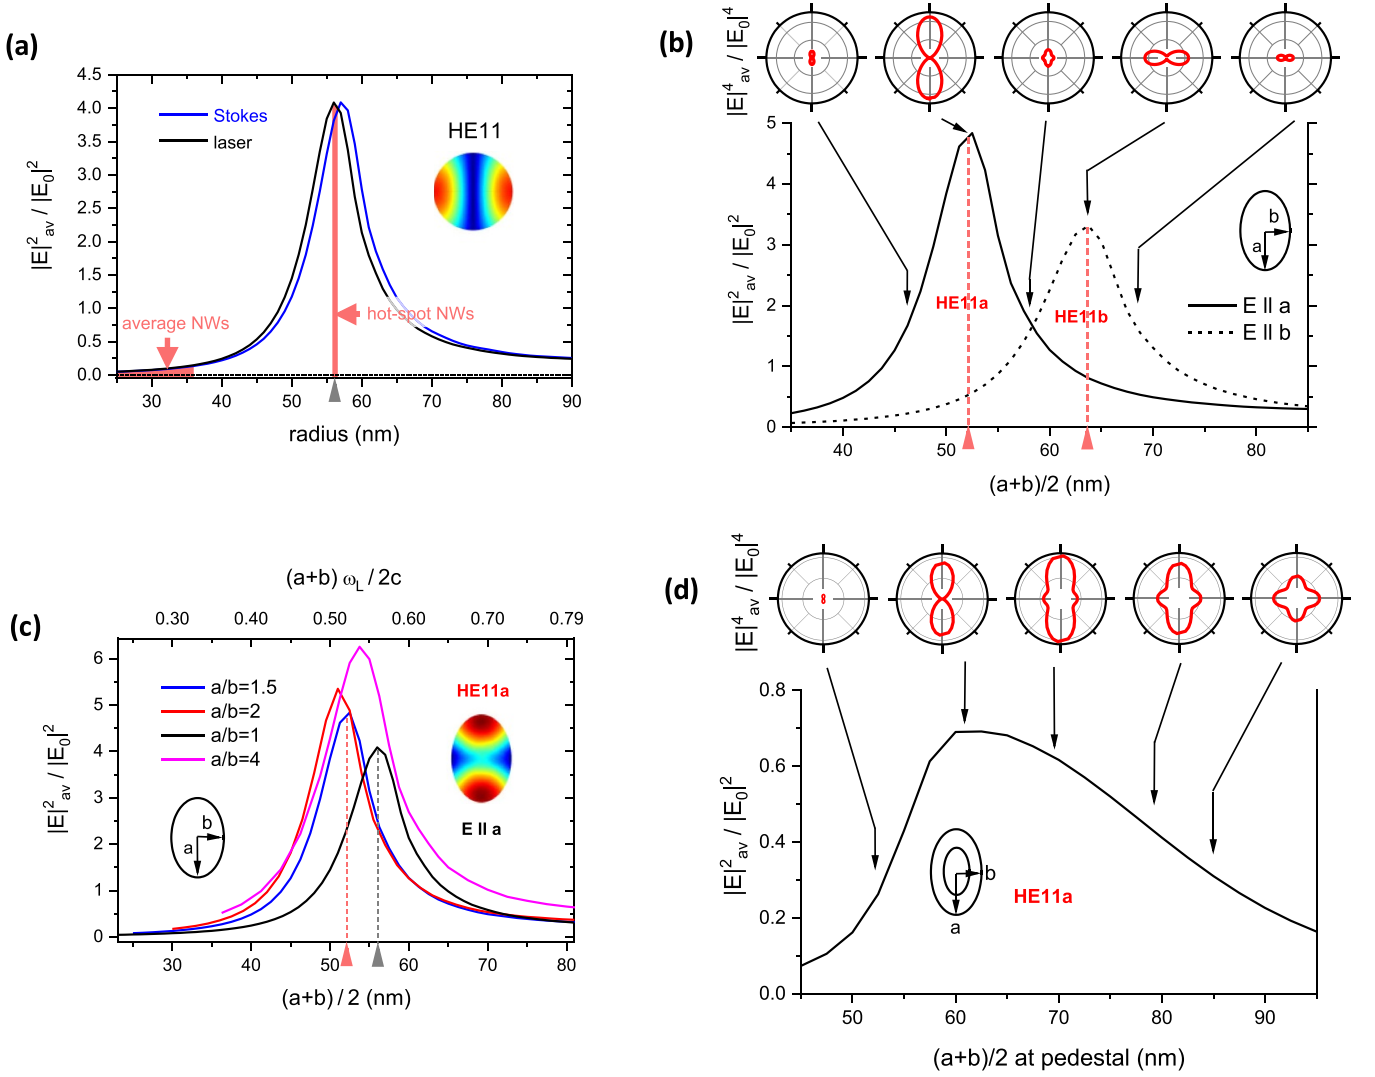 (a)
|E|²av / |E0|²
4.5
4.0
3.5
3.0
2.5
2.0
1.5
1.0
0.5
0.0
Stokes
laser
HE11
average NWs
hot-spot NWs
30 40 50 60 70 80 90
radius (nm)
(b)
|E|⁴av / |E0|⁴
|E|²av / |E0|²
5
4
3
2
1
0
HE11a
HE11b
b
a
E II a
E II b
40 50 60 70 80
(a+b)/2 (nm)
(c)
(a+b) ωL / 2c
0.30 0.40 0.50 0.60 0.70 0.79
|E|²av / |E0|²
6
5
4
3
2
1
0
a/b=1.5
a/b=2
a/b=1
a/b=4
HE11a
E II a
b
a
30 40 50 60 70 80
(a+b) / 2 (nm)
(d)
|E|⁴av / |E0|⁴
|E|²av / |E0|²
0.8
0.6
0.4
0.2
0.0
b
a
HE11a
50 60 70 80 90
(a+b)/2 at pedestal (nm)